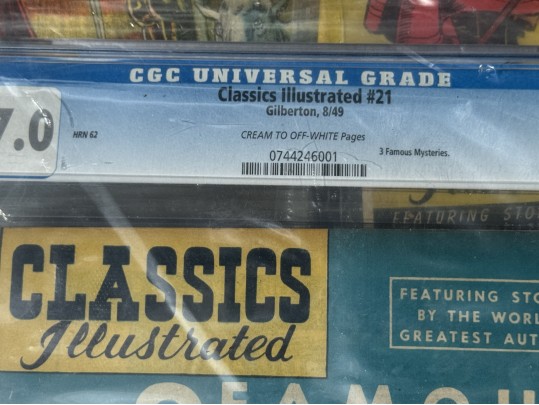 CGC UNIVERSAL GRADE
Classics Illustrated #21
Gilberton, 8/49
7.0
HRN 62
CREAM TO OFF-WHITE Pages
3 Famous Mysteries.
0744246001
FEATURING STO
CLASSICS
Illustrated
FEATURING STO
BY THE WORL
GREATEST AUT
FAMOU